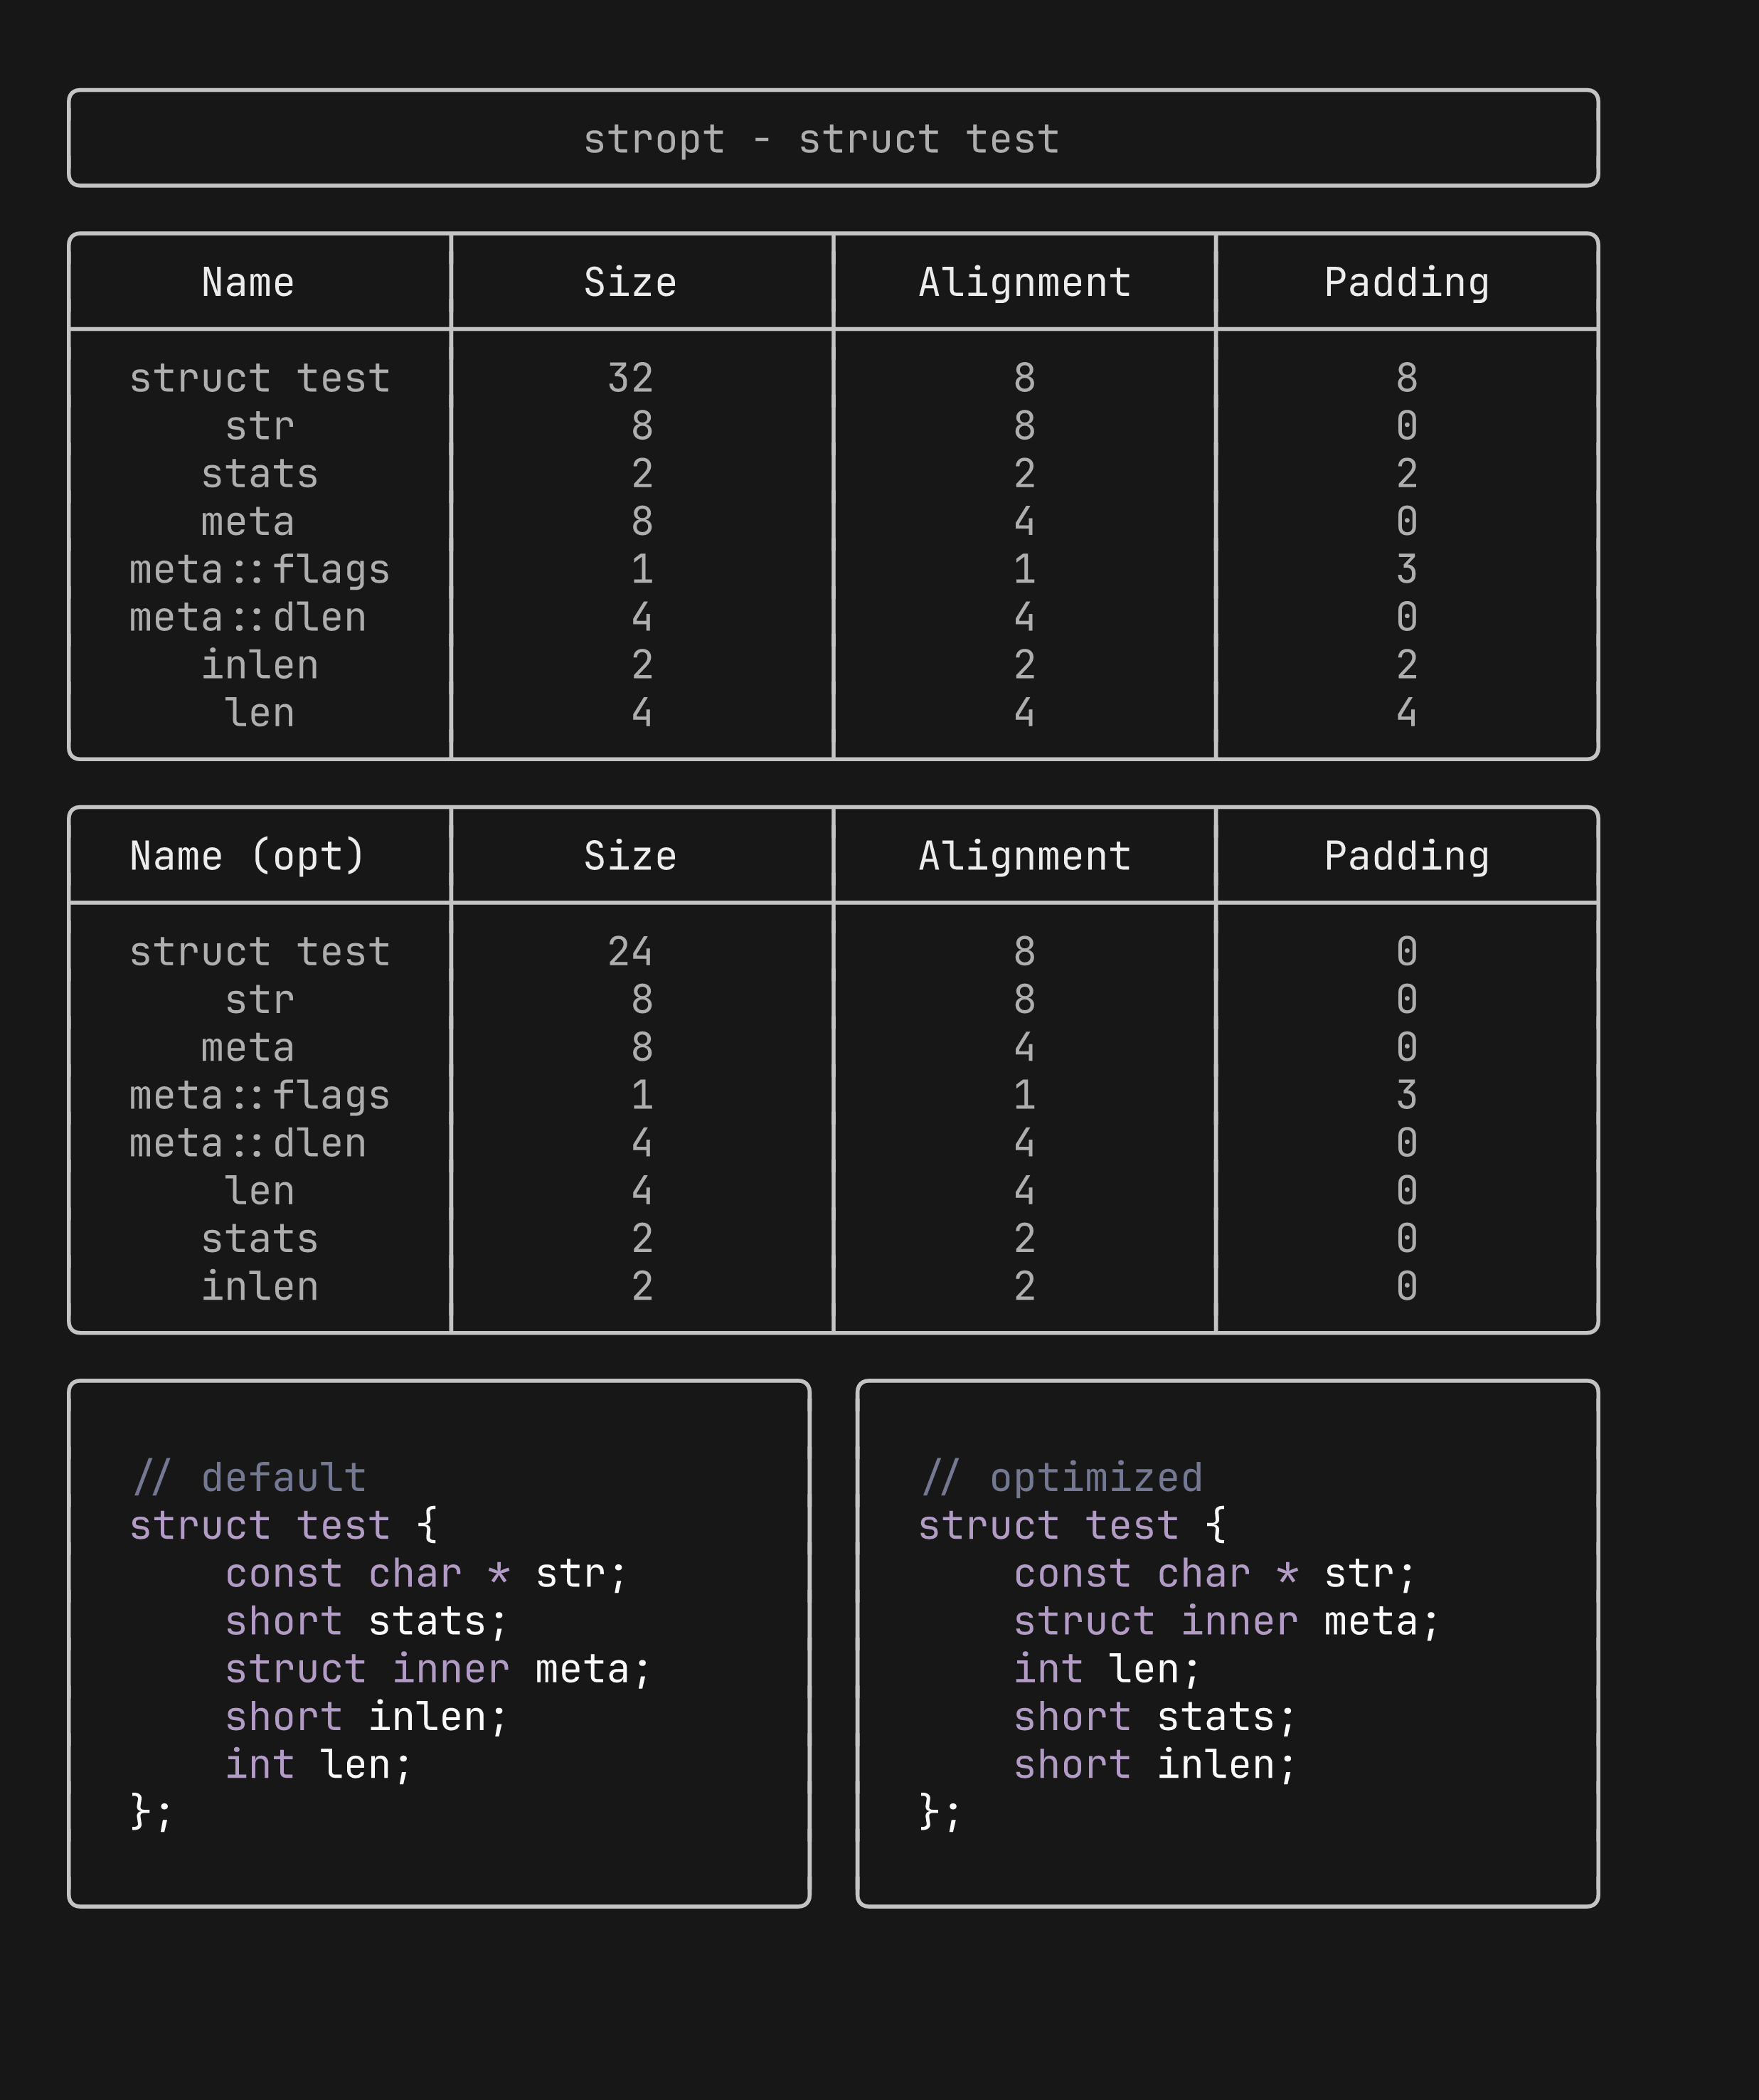 stropt - struct test
Name Size Alignment Padding
struct test 32 8 8
str 8 8 0
stats 2 2 2
meta 8 4 0
meta::flags 1 1 3
meta::dlen 4 4 0
inlen 2 2 2
len 4 4 4
Name (opt) Size Alignment Padding
struct test 24 8 0
str 8 8 0
meta 8 4 0
meta::flags 1 1 3
meta::dlen 4 4 0
len 4 4 0
stats 2 2 0
inlen 2 2 0
// default
struct test {
const char * str;
short stats;
struct inner meta;
short inlen;
int len;
};
// optimized
struct test {
const char * str;
struct inner meta;
int len;
short stats;
short inlen;
};